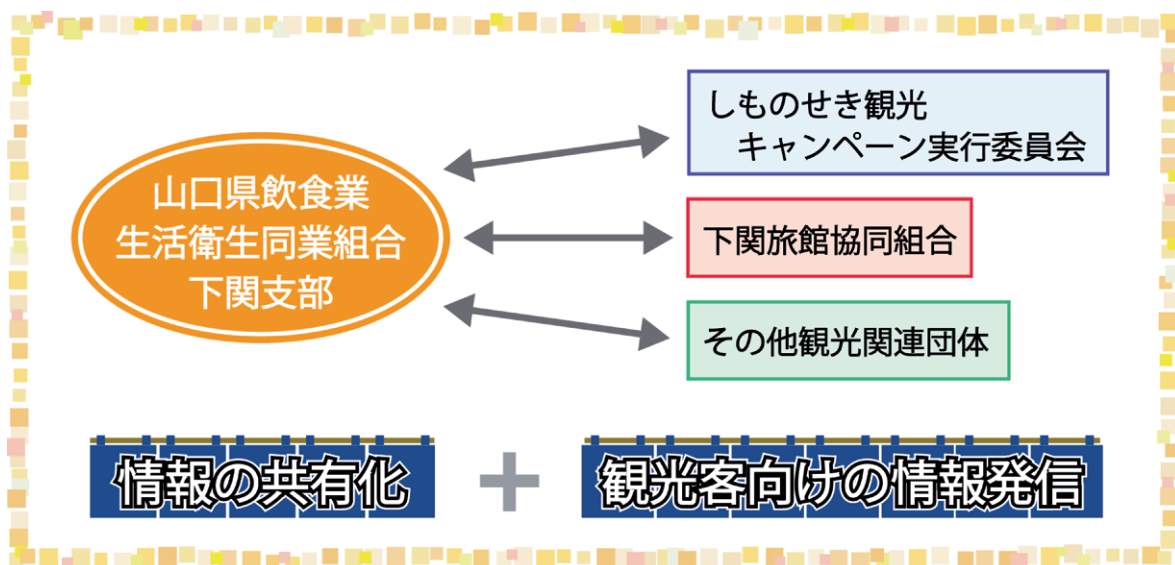 山口県飲食業
生活衛生同業組合
下関支部
しものせき観光
キャンペーン実行委員会
下関旅館協同組合
その他観光関連団体
情報の共有化
+
観光客向けの情報発信